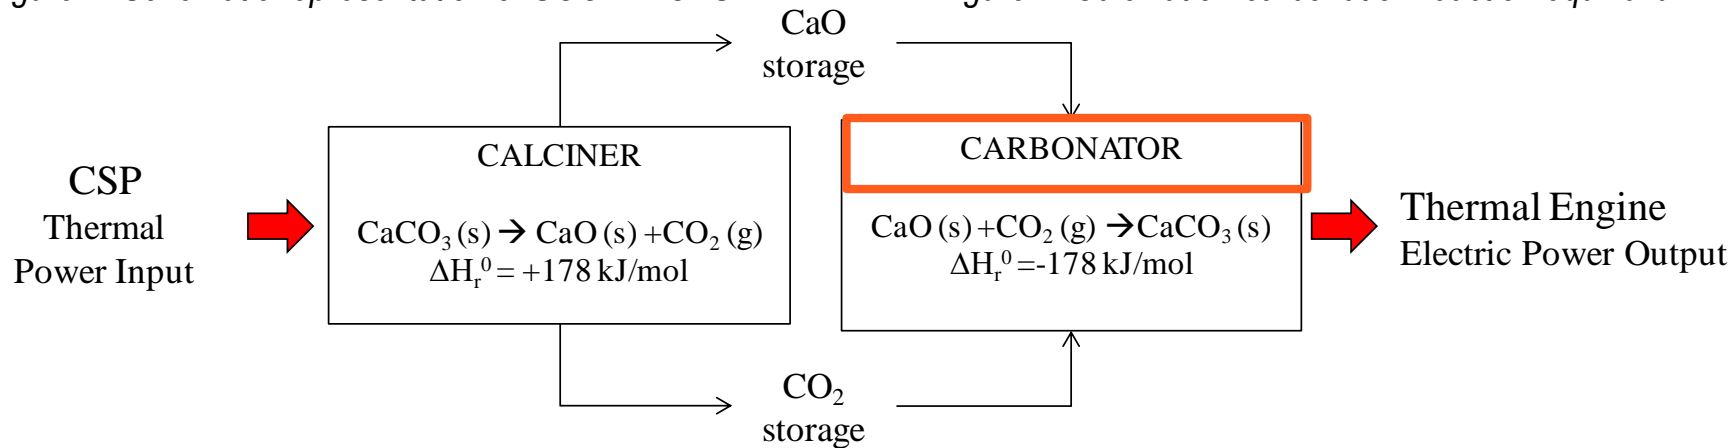 CaO
storage
CALCINER
CARBONATOR
CSP
Thermal
Power Input
CaCO₃ (s) → CaO (s) +CO₂ (g)
ΔHᵣ⁰ = +178 kJ/mol
CaO (s) +CO₂ (g) →CaCO₃ (s)
ΔHᵣ⁰ =-178 kJ/mol
Thermal Engine
Electric Power Output
CO₂
storage